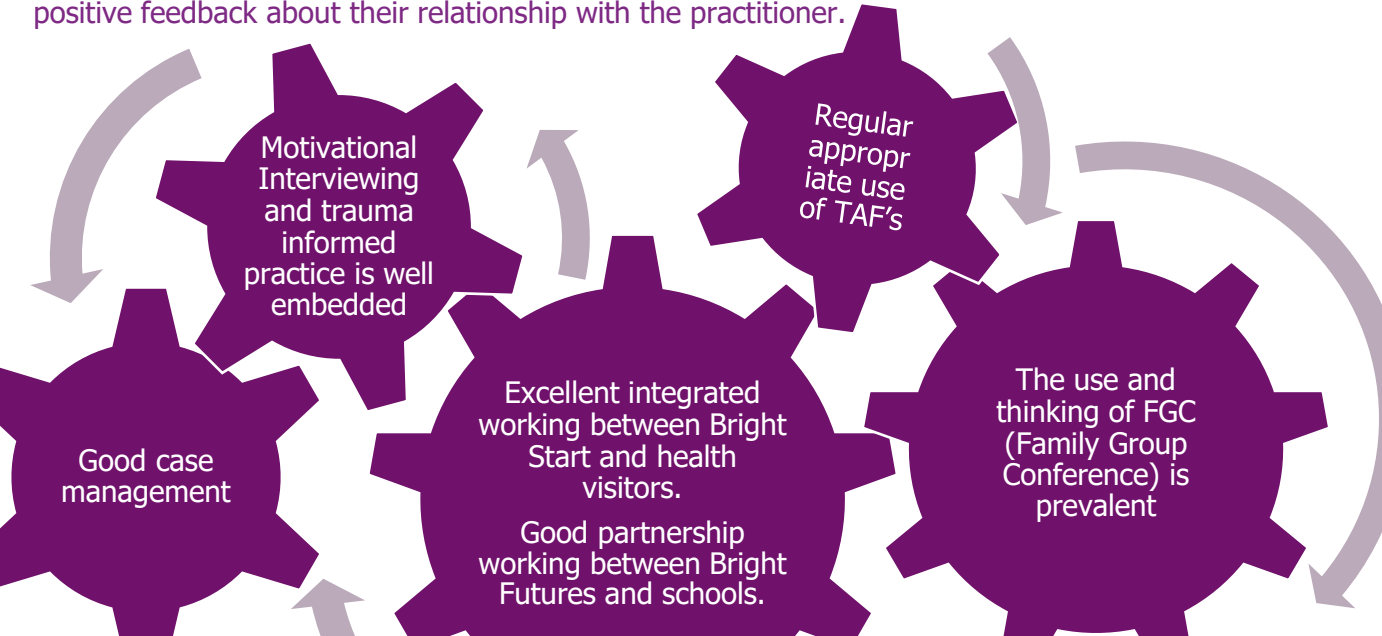 positive feedback about their relationship with the practitioner.
Motivational
Interviewing
and trauma
informed
practice is well
embedded
Regular
appropr
iate use
of TAF's
Good case
management
Excellent integrated
working between Bright
Start and health
visitors.
Good partnership
working between Bright
Futures and schools.
The use and
thinking of FGC
(Family Group
Conference) is
prevalent